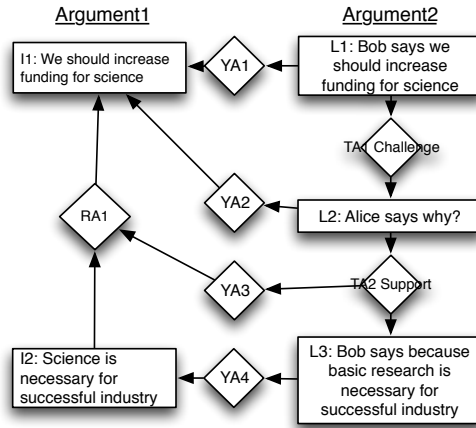 Argument1
Argument2
I1: We should increase
funding for science
YA1
L1: Bob says we
should increase
funding for science
TA1 Challenge
RA1
YA2
L2: Alice says why?
YA3
TA2 Support
I2: Science is
necessary for
successful industry
YA4
L3: Bob says because
basic research is
necessary for
successful industry